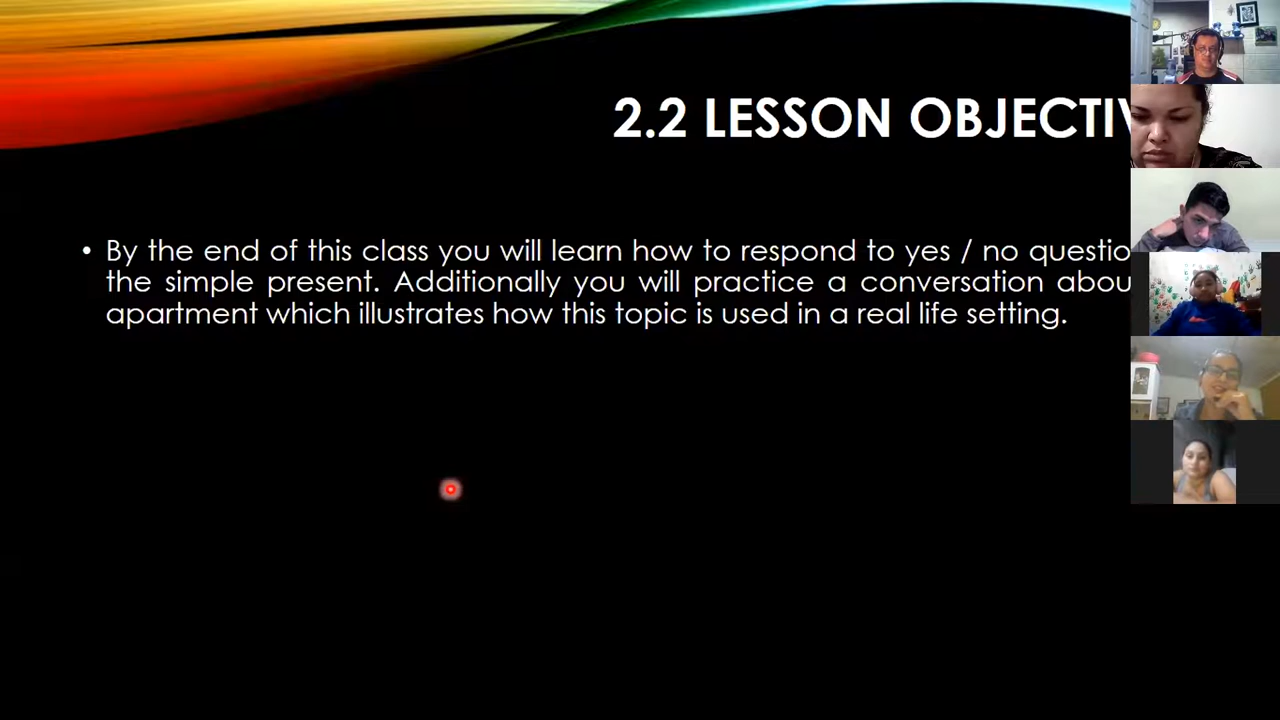 2.2 LESSON OBJECTIV
• By the end of this class you will learn how to respond to yes / no questio
the simple present. Additionally you will practice a conversation abou
apartment which illustrates how this topic is used in a real life setting.